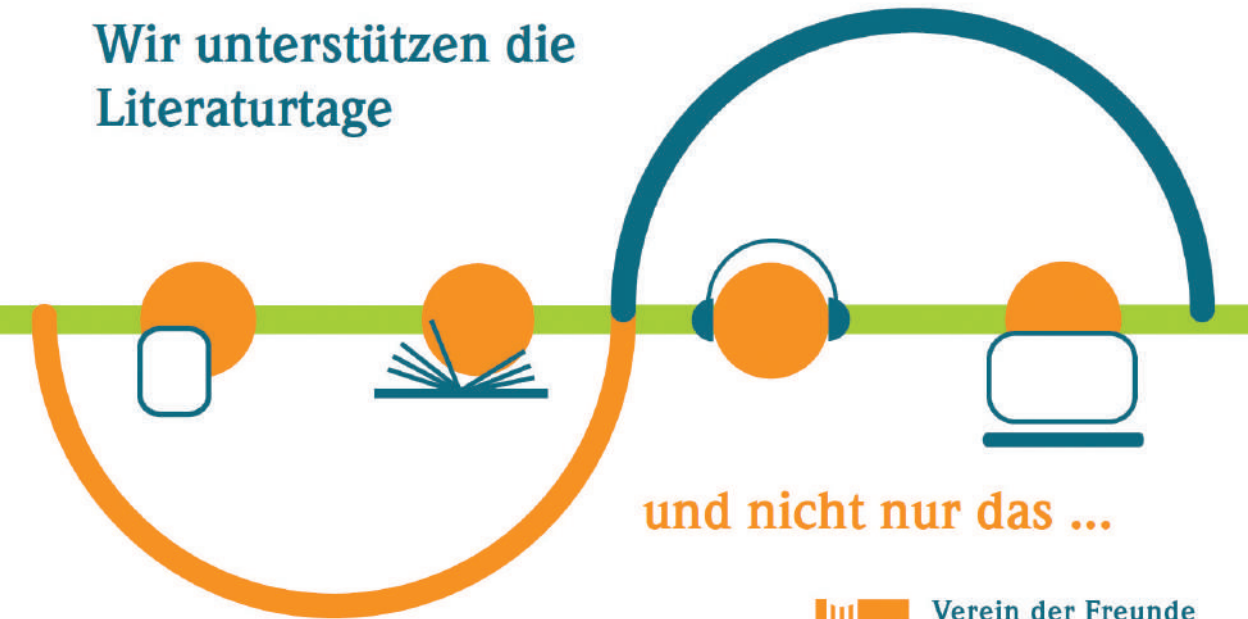 Wir unterstützen die
Literaturtage
und nicht nur das ...
Verein der Freunde